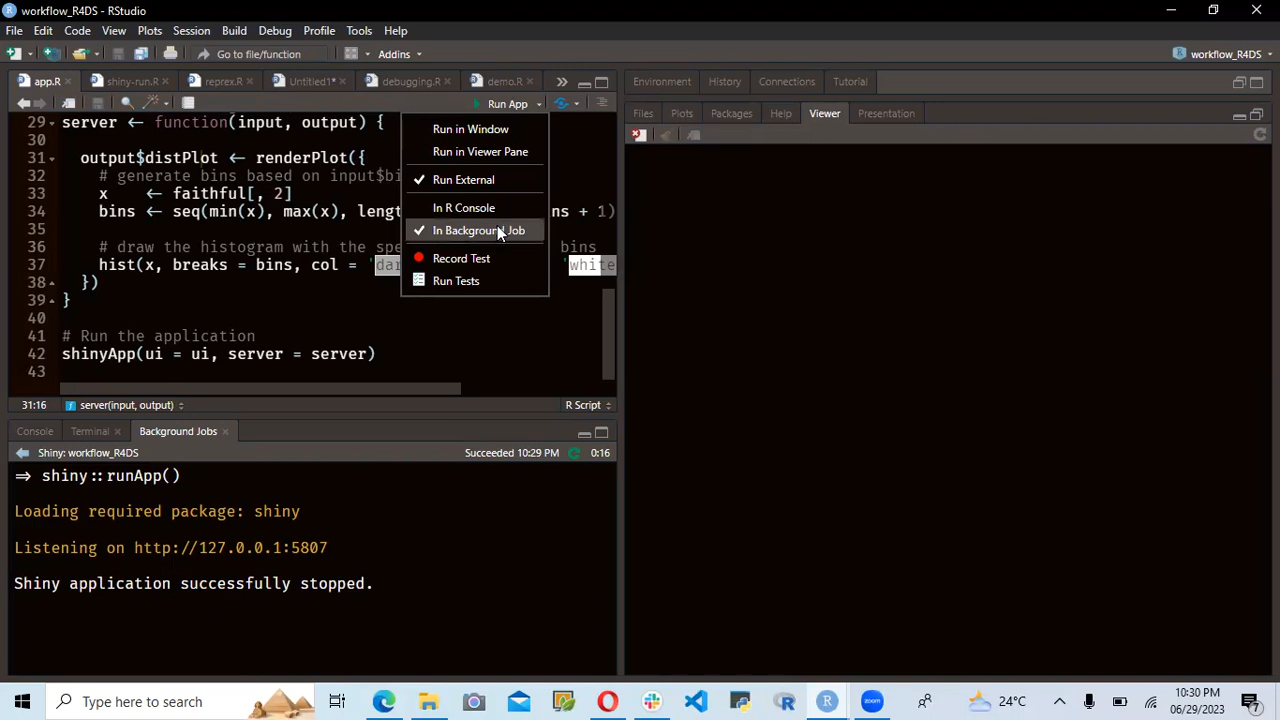 workflow_R4DS - RStudio
File Edit Code View Plots Session Build Debug Profile Tools Help
Go to file/function Addins workflow_R4DS
app.R shiny-run.R reprex.R Untitled1* debugging.R demo.R
Run App
29 server ← function(input, output) {
30
31 output$distPlot ← renderPlot({
32 # generate bins based on input$bi
33 x ← faithful[, 2]
34 bins ← seq(min(x), max(x), lengt ns + 1)
35
36 # draw the histogram with the spe bins
37 hist(x, breaks = bins, col = 'dar 'white
38 })
39 }
40
41 # Run the application
42 shinyApp(ui = ui, server = server)
43
Run in Window
Run in Viewer Pane
Run External
In R Console
In Background Job
Record Test
Run Tests
31:16 server(input, output) R Script
Console Terminal Background Jobs
Shiny: workflow_R4DS Succeeded 10:29 PM 0:16
⇒ shiny::runApp()
Loading required package: shiny
Listening on http://127.0.0.1:5807
Shiny application successfully stopped.
Environment History Connections Tutorial
Files Plots Packages Help Viewer Presentation
Type here to search
zoom
24°C
10:30 PM
06/29/2023
7